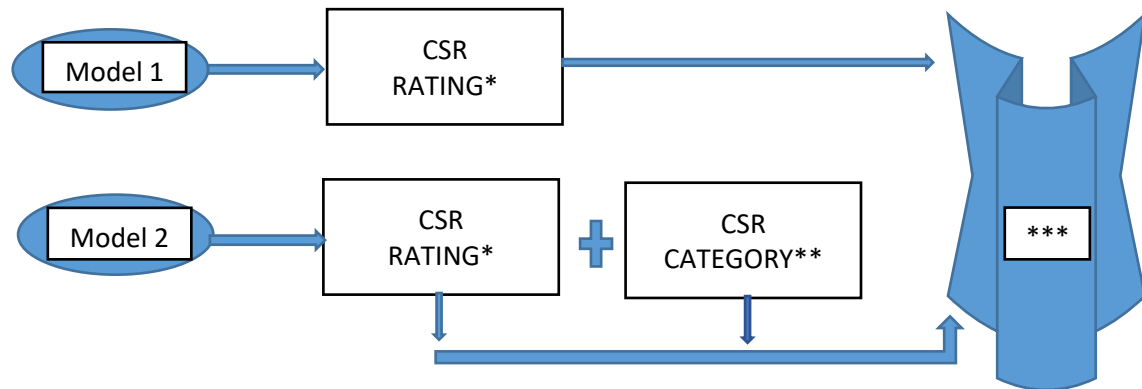 Model 1
CSR
RATING*
Model 2
CSR
RATING*
CSR
CATEGORY**
***